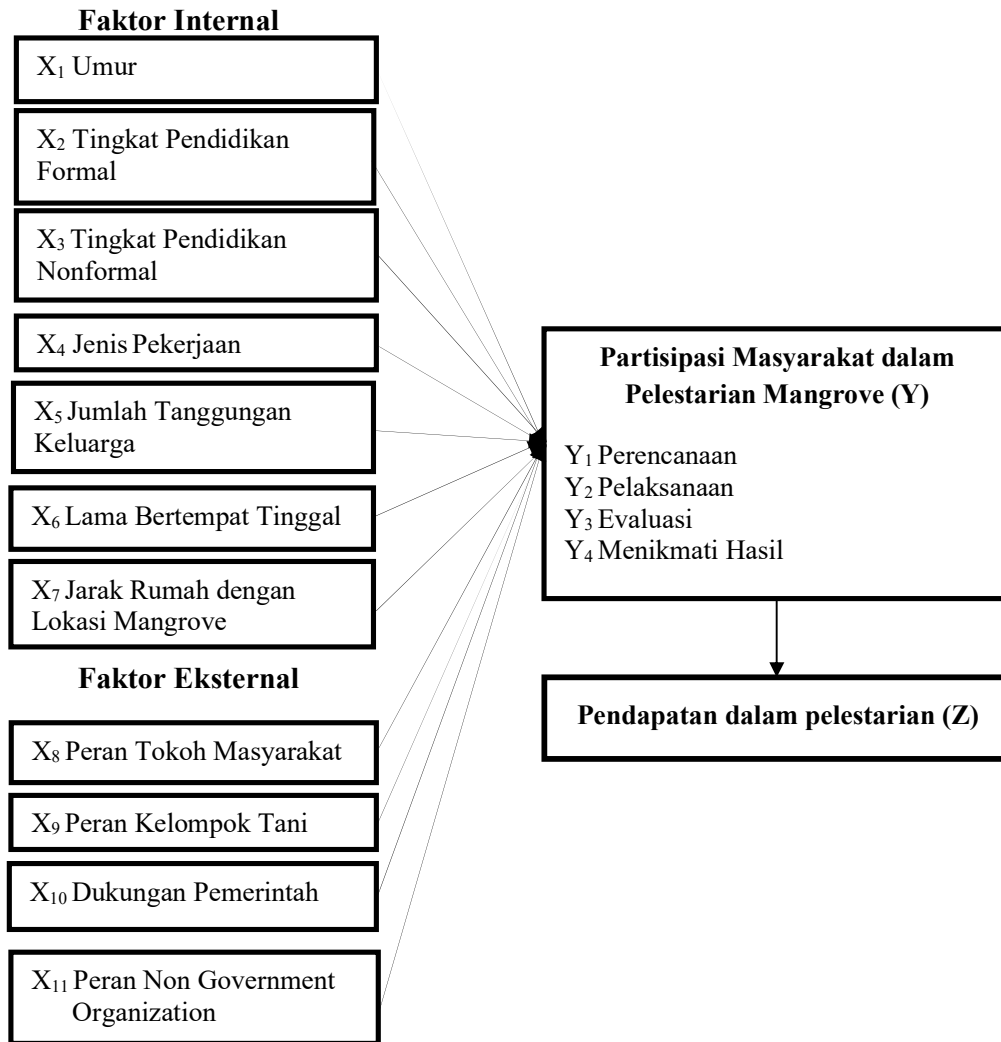 Faktor Internal
X₁ Umur
X₂ Tingkat Pendidikan
Formal
X₃ Tingkat Pendidikan
Nonformal
X₄ Jenis Pekerjaan
X₅ Jumlah Tanggungan
Keluarga
X₆ Lama Bertempat Tinggal
X₇ Jarak Rumah dengan
Lokasi Mangrove
Faktor Eksternal
X₈ Peran Tokoh Masyarakat
X₉ Peran Kelompok Tani
X₁₀ Dukungan Pemerintah
X₁₁ Peran Non Government
Organization
Partisipasi Masyarakat dalam
Pelestarian Mangrove (Y)
Y₁ Perencanaan
Y₂ Pelaksanaan
Y₃ Evaluasi
Y₄ Menikmati Hasil
Pendapatan dalam pelestarian (Z)